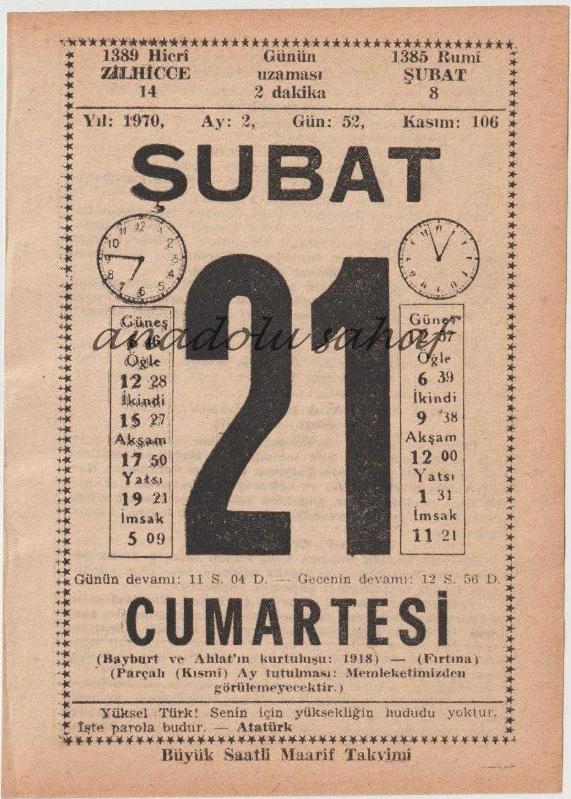 1389 Hicrî
ZİLHİCCE
14
Günün
uzaması
2 dakika
1385 Rumî
ŞUBAT
8
Yıl: 1970, Ay: 2, Gün: 52, Kasım: 106
ŞUBAT
21
anadolu sahaf
Güneş
Öğle
12 28
İkindi
15 27
Akşam
17 50
Yatsı
19 21
İmsak
5 09
Güneş
Öğle
6 39
İkindi
9 38
Akşam
12 00
Yatsı
1 31
İmsak
11 21
Günün devamı: 11 S. 04 D. — Gecenin devamı: 12 S. 56 D.
CUMARTESİ
(Bayburt ve Ahlat'ın kurtuluşu: 1918) — (Fırtına)
(Parçalı (Kısmî) Ay tutulması: Memleketimizden
görülemeyecektir.)
Yüksel Türk! Senin için yüksekliğin hududu yoktur.
İşte parola budur. — Atatürk
Büyük Saatli Maarif Takvimi